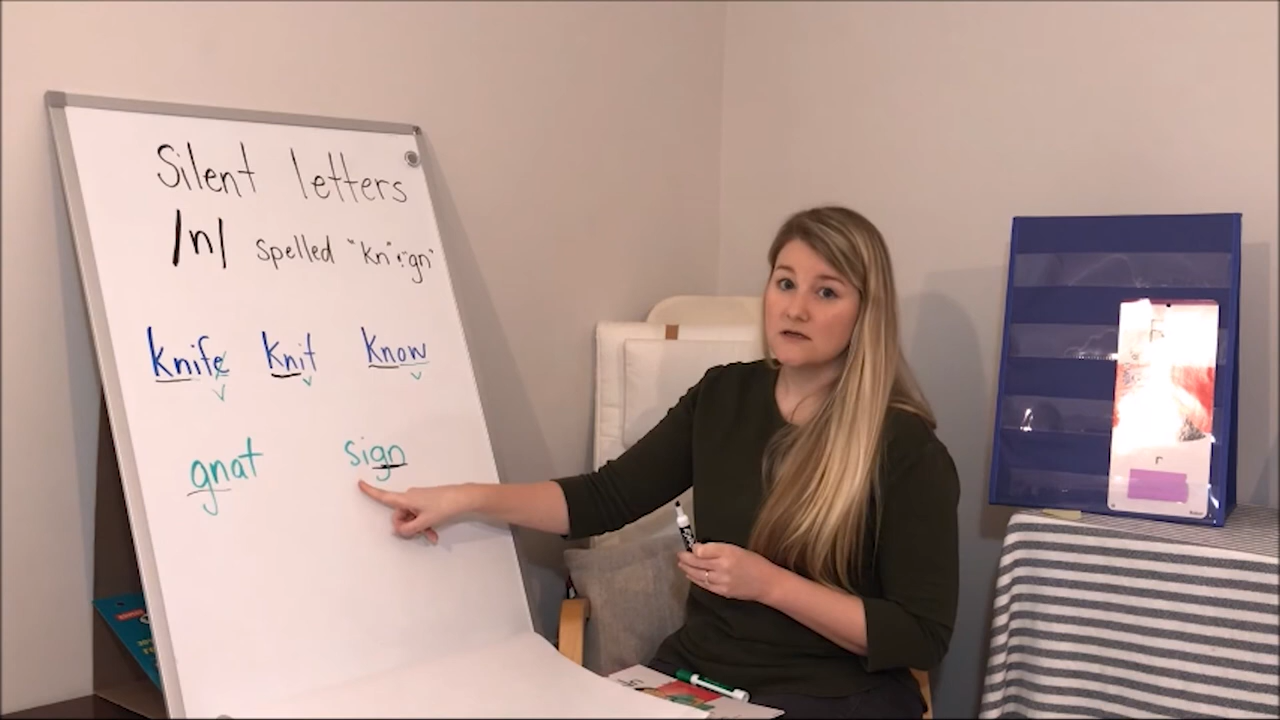 Silent letters
/n/ spelled "kn" & "gn"
knife knit know
gnat sign